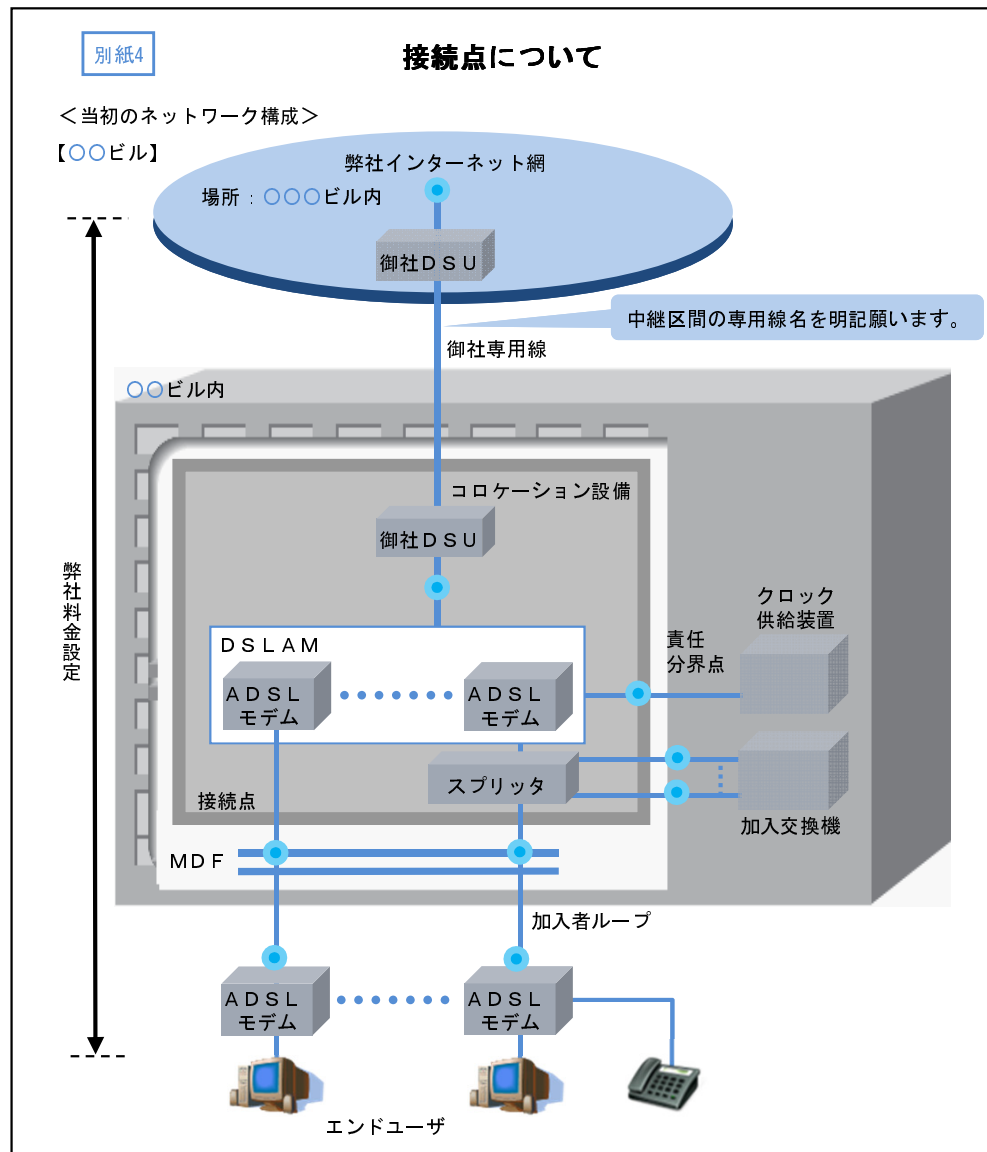 別紙4
接続点について
＜当初のネットワーク構成＞
【○○ビル】
弊社インターネット網
場所：○○○ビル内
御社ＤＳＵ
中継区間の専用線名を明記願います。
御社専用線
○○ビル内
コロケーション設備
御社ＤＳＵ
弊社料金設定
クロック
供給装置
責任
分界点
ＤＳＬＡＭ
ＡＤＳＬ
モデム
ＡＤＳＬ
モデム
スプリッタ
接続点
加入交換機
ＭＤＦ
加入者ループ
ＡＤＳＬ
モデム
ＡＤＳＬ
モデム
エンドユーザ